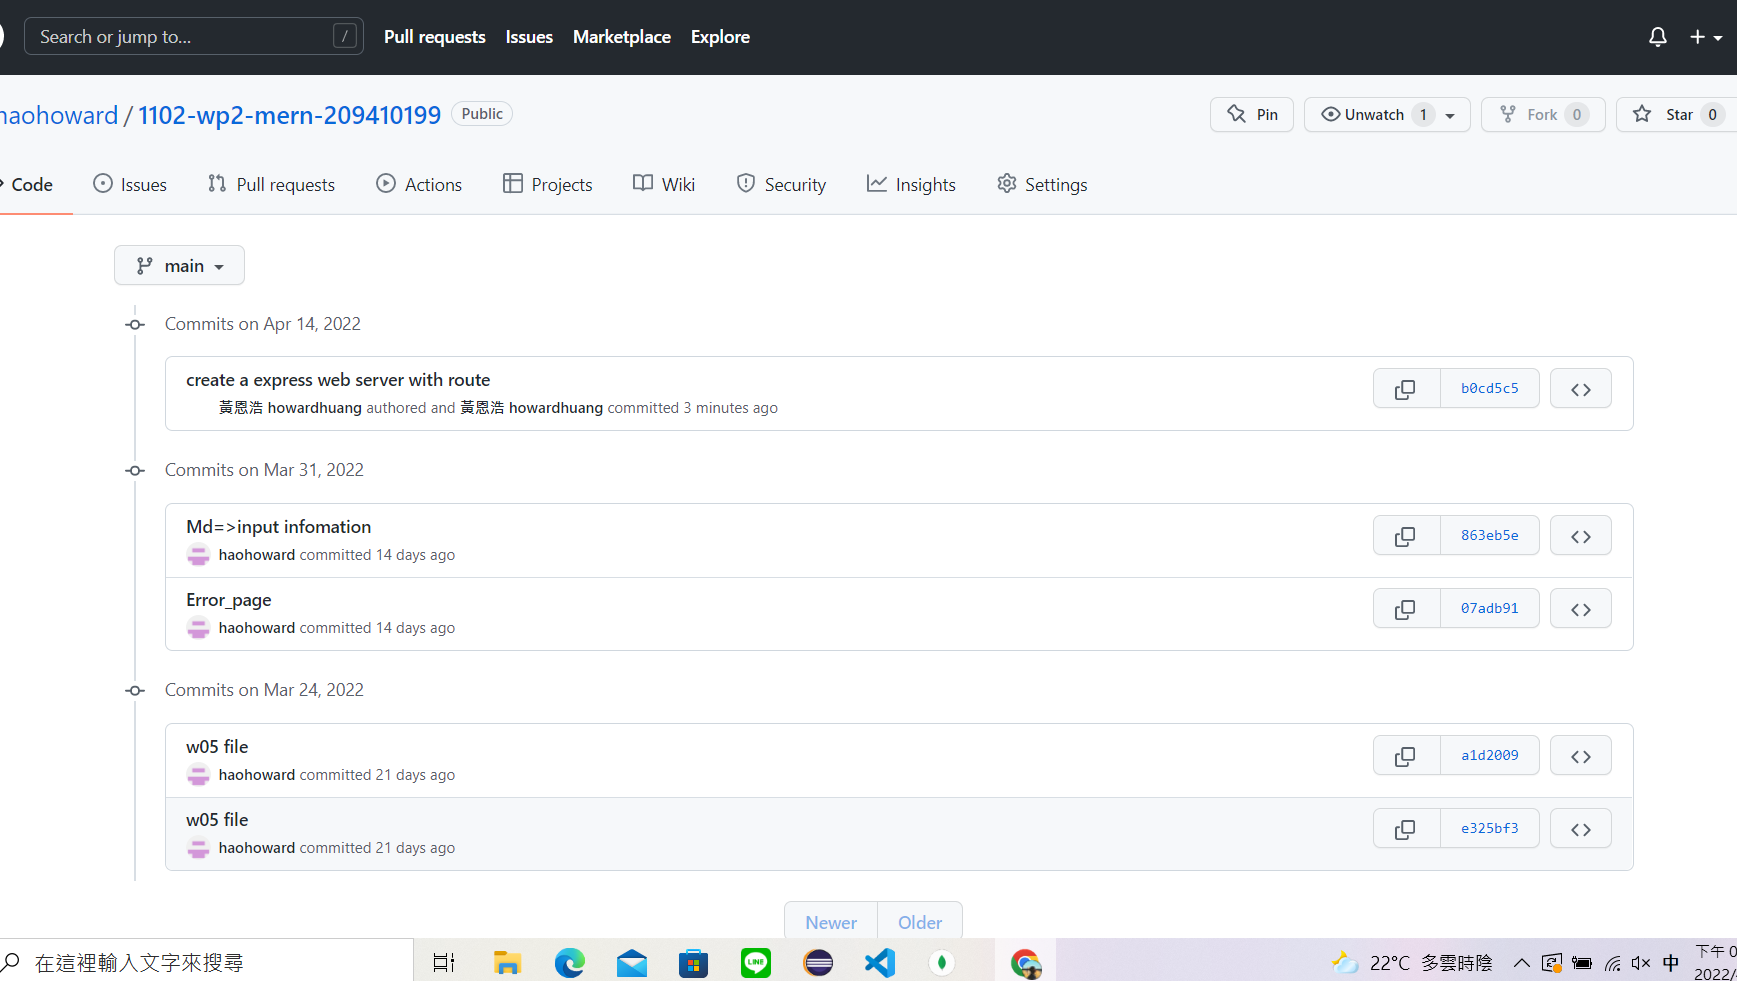 Search or jump to... / Pull requests Issues Marketplace Explore
haohoward / 1102-wp2-mern-209410199 Public Pin Unwatch 1 Fork 0 Star 0
Code Issues Pull requests Actions Projects Wiki Security Insights Settings
main
Commits on Apr 14, 2022
create a express web server with route b0cd5c5
黃恩浩 howardhuang authored and 黃恩浩 howardhuang committed 3 minutes ago
Commits on Mar 31, 2022
Md=>input infomation 863eb5e
haohoward committed 14 days ago
Error_page 07adb91
haohoward committed 14 days ago
Commits on Mar 24, 2022
w05 file a1d2009
haohoward committed 21 days ago
w05 file e325bf3
haohoward committed 21 days ago
Newer Older
在這裡輸入文字來搜尋 LINE 22°C 多雲時陰 中 下午 0
2022/